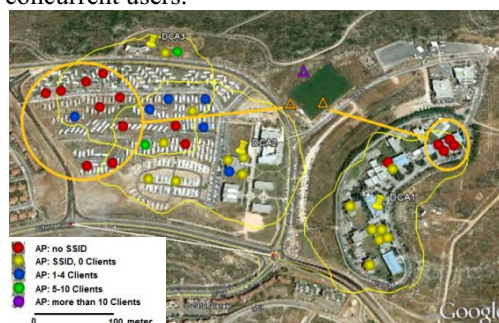 concurrent users.
DCA3
DCA2
DCA1
AP: no SSID
AP: SSID, 0 Clients
AP: 1-4 Clients
AP: 5-10 Clients
AP: more than 10 Clients
0 100 meter
Google